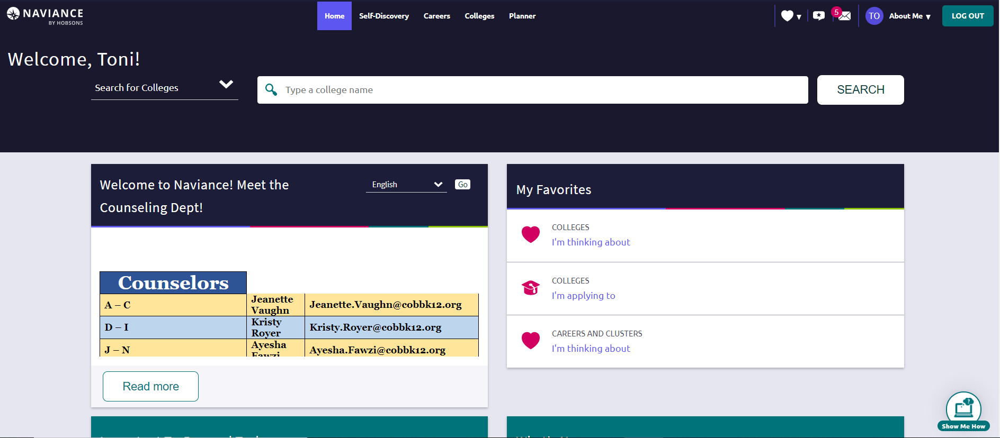 NAVIANCE
BY HOBSONS
Home
Self-Discovery
Careers
Colleges
Planner
5
TO
About Me
LOG OUT
Welcome, Toni!
Search for Colleges
Type a college name
SEARCH
Welcome to Naviance! Meet the
Counseling Dept!
English
Go
Counselors
A – C
Jeanette
Vaughn
Jeanette.Vaughn@cobbk12.org
D – I
Kristy
Royer
Kristy.Royer@cobbk12.org
J – N
Ayesha
Fawzi
Ayesha.Fawzi@cobbk12.org
Read more
My Favorites
COLLEGES
I'm thinking about
COLLEGES
I'm applying to
CAREERS AND CLUSTERS
I'm thinking about
Show Me How